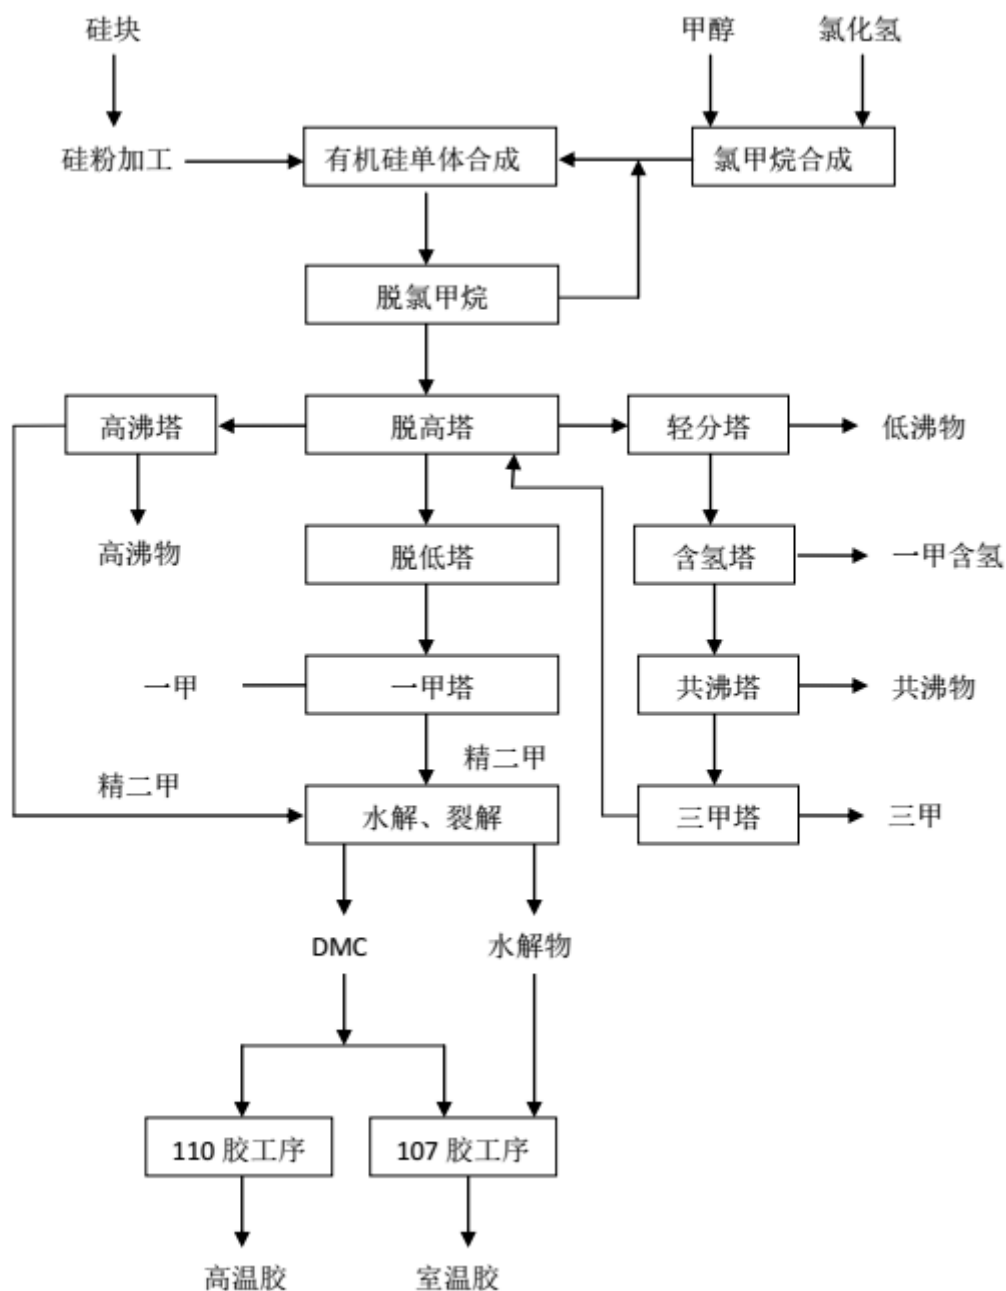 硅块
甲醇
氯化氢
硅粉加工
有机硅单体合成
氯甲烷合成
脱氯甲烷
高沸塔
脱高塔
轻分塔
低沸物
高沸物
脱低塔
含氢塔
一甲含氢
一甲
一甲塔
共沸塔
共沸物
精二甲
精二甲
水解、裂解
三甲塔
三甲
DMC
水解物
110 胶工序
107 胶工序
高温胶
室温胶